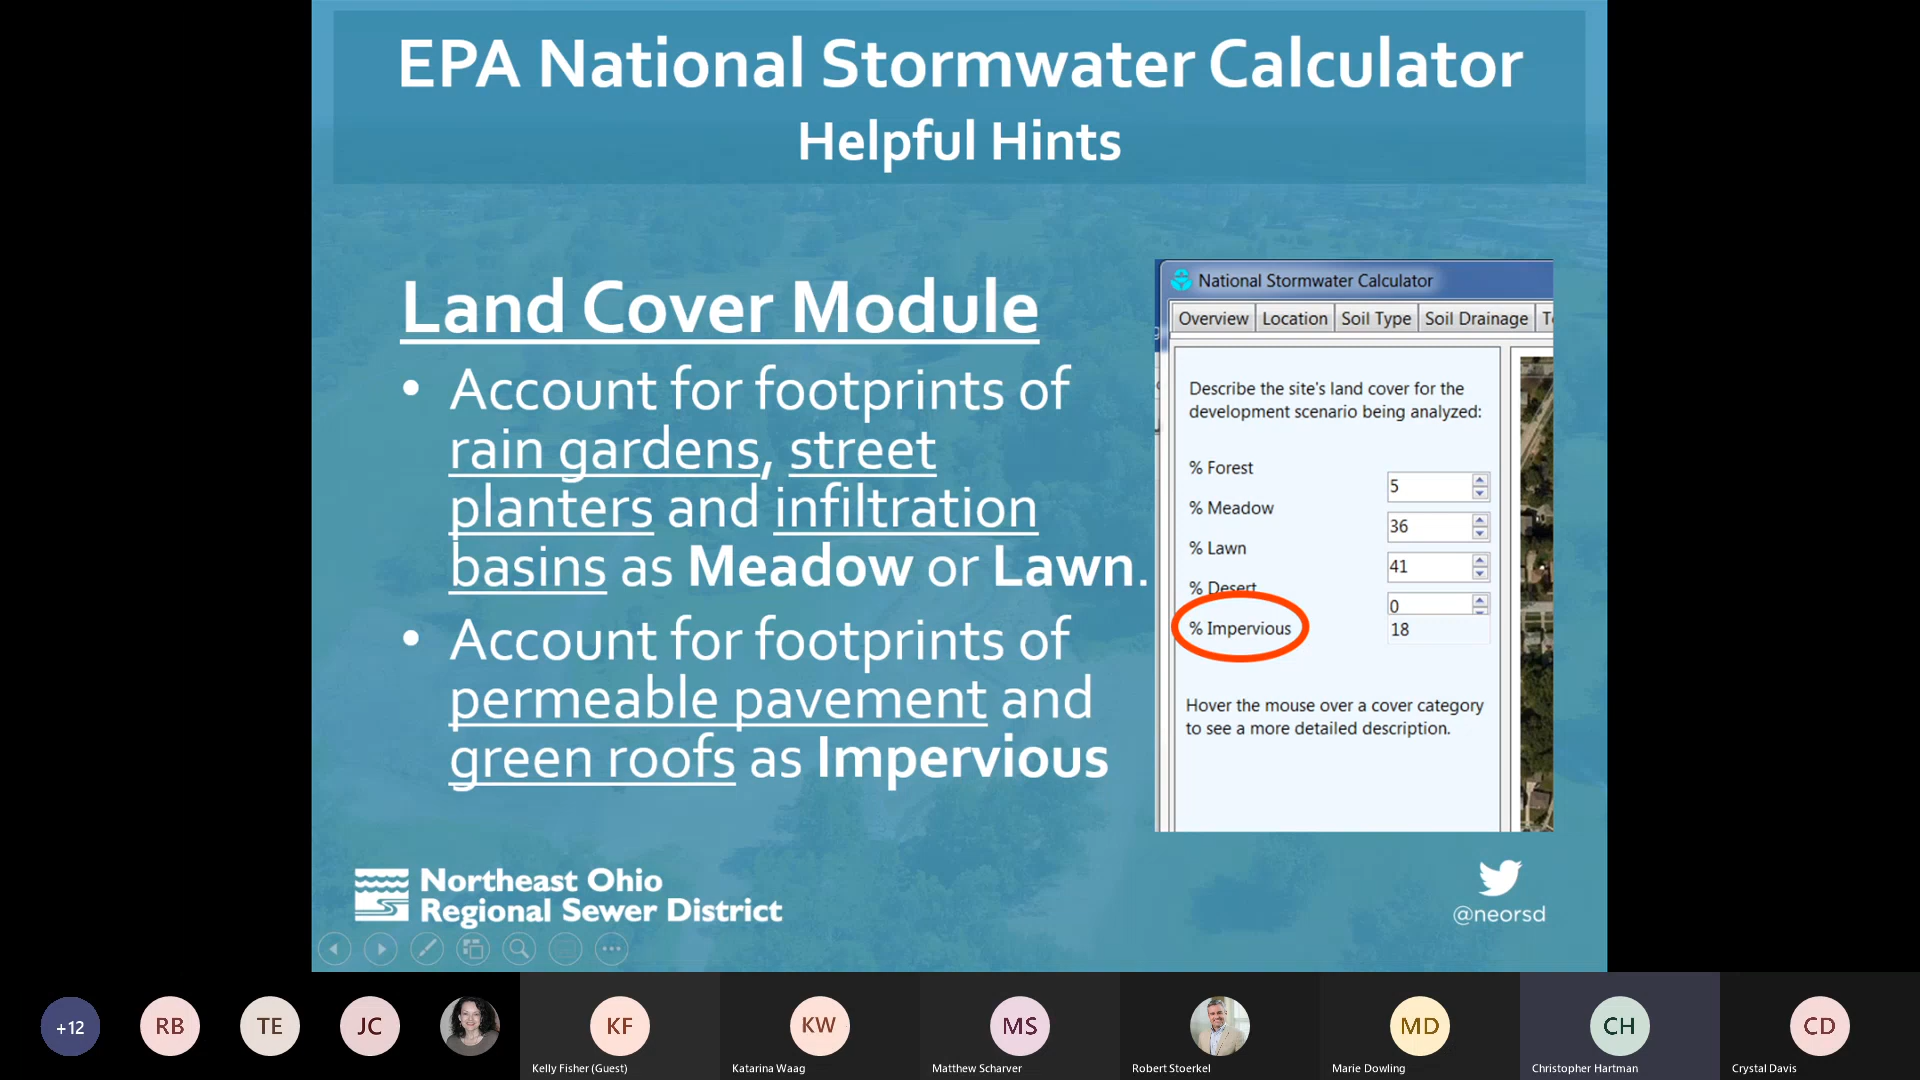 EPA National Stormwater Calculator
Helpful Hints
Land Cover Module
• Account for footprints of
rain gardens, street
planters and infiltration
basins as Meadow or Lawn.
• Account for footprints of
permeable pavement and
green roofs as Impervious
National Stormwater Calculator
Overview Location Soil Type Soil Drainage
Describe the site's land cover for the
development scenario being analyzed:
% Forest
5
% Meadow
36
% Lawn
41
% Desert
0
% Impervious
18
Hover the mouse over a cover category
to see a more detailed description.
Northeast Ohio
Regional Sewer District
@neorsd
+12
RB
TE
JC
KF
KW
MS
MD
CH
CD
Kelly Fisher (Guest)
Katarina Waag
Matthew Scharver
Robert Stoerkel
Marie Dowling
Christopher Hartman
Crystal Davis